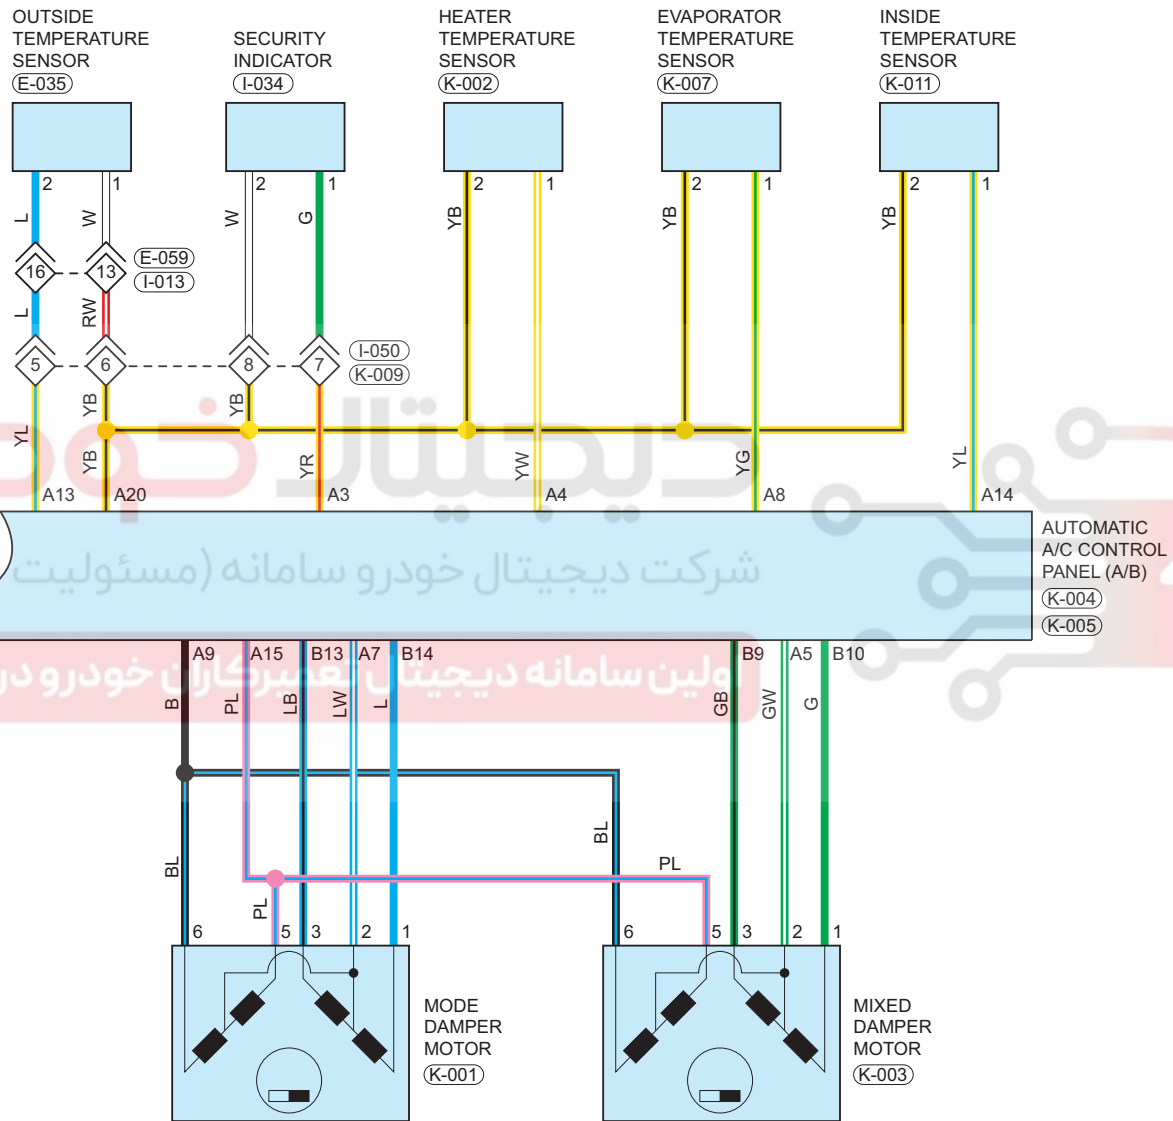 OUTSIDE
TEMPERATURE
SENSOR
E-035
SECURITY
INDICATOR
I-034
HEATER
TEMPERATURE
SENSOR
K-002
EVAPORATOR
TEMPERATURE
SENSOR
K-007
INSIDE
TEMPERATURE
SENSOR
K-011
2 1 2 1 2 1 2 1 2 1
L W W G YB YB YB
16 13
E-059
I-013
L RW
5 6 8 7
I-050
K-009
YB YB
YL YB YR YW YG YL
دیجیتال خودرو
A13 A20 A3 A4 A8 A14
AUTOMATIC
A/C CONTROL
PANEL (A/B)
K-004
K-005
شرکت دیجیتال خودرو سامانه (مسئولیت
A9 A15 B13 A7 B14 B9 A5 B10
اولین سامانه دیجیتال تعمیرکاران خودرو در
B PL LB LW L GB GW G
BL PL BL PL
6 5 3 2 1 6 5 3 2 1
MODE
DAMPER
MOTOR
K-001
MIXED
DAMPER
MOTOR
K-003